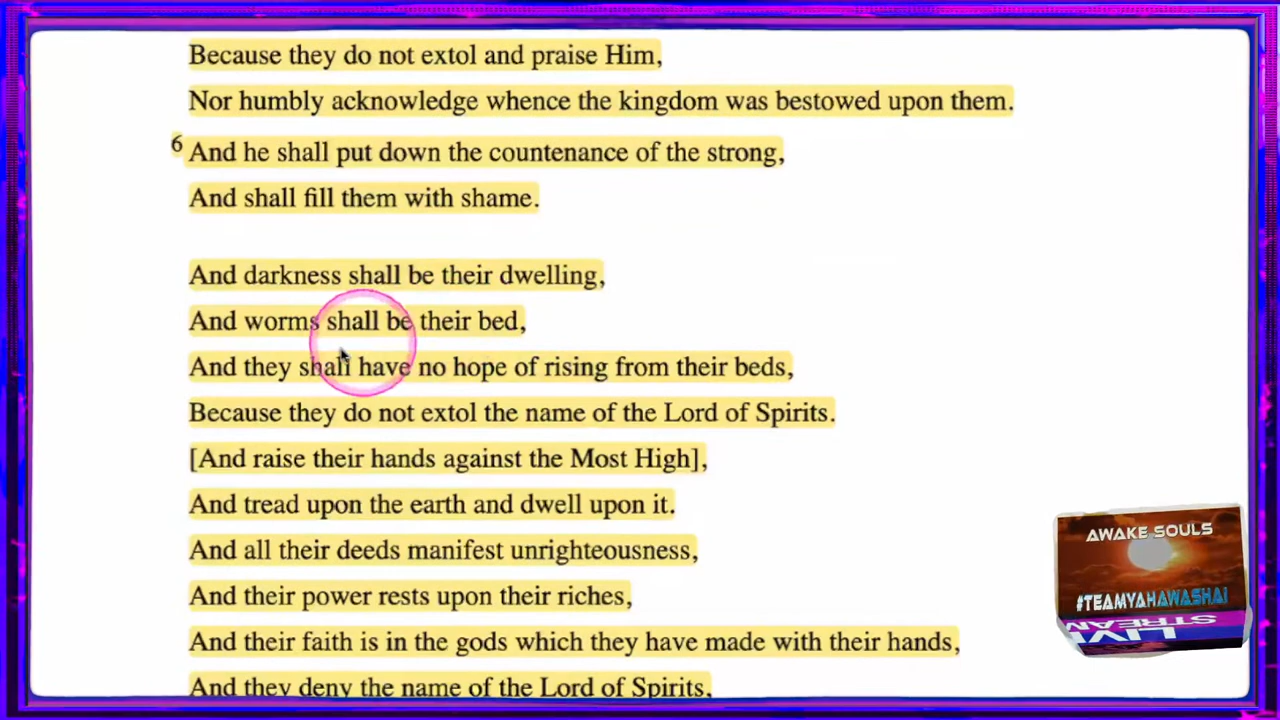 Because they do not extol and praise Him,
Nor humbly acknowledge whence the kingdom was bestowed upon them.
6 And he shall put down the countenance of the strong,
And shall fill them with shame.
And darkness shall be their dwelling,
And worms shall be their bed,
And they shall have no hope of rising from their beds,
Because they do not extol the name of the Lord of Spirits.
[And raise their hands against the Most High],
And tread upon the earth and dwell upon it.
And all their deeds manifest unrighteousness,
And their power rests upon their riches,
And their faith is in the gods which they have made with their hands,
And they deny the name of the Lord of Spirits,
AWAKE SOULS
#TEAMYAHAWASHAI
STREAM
LIVE